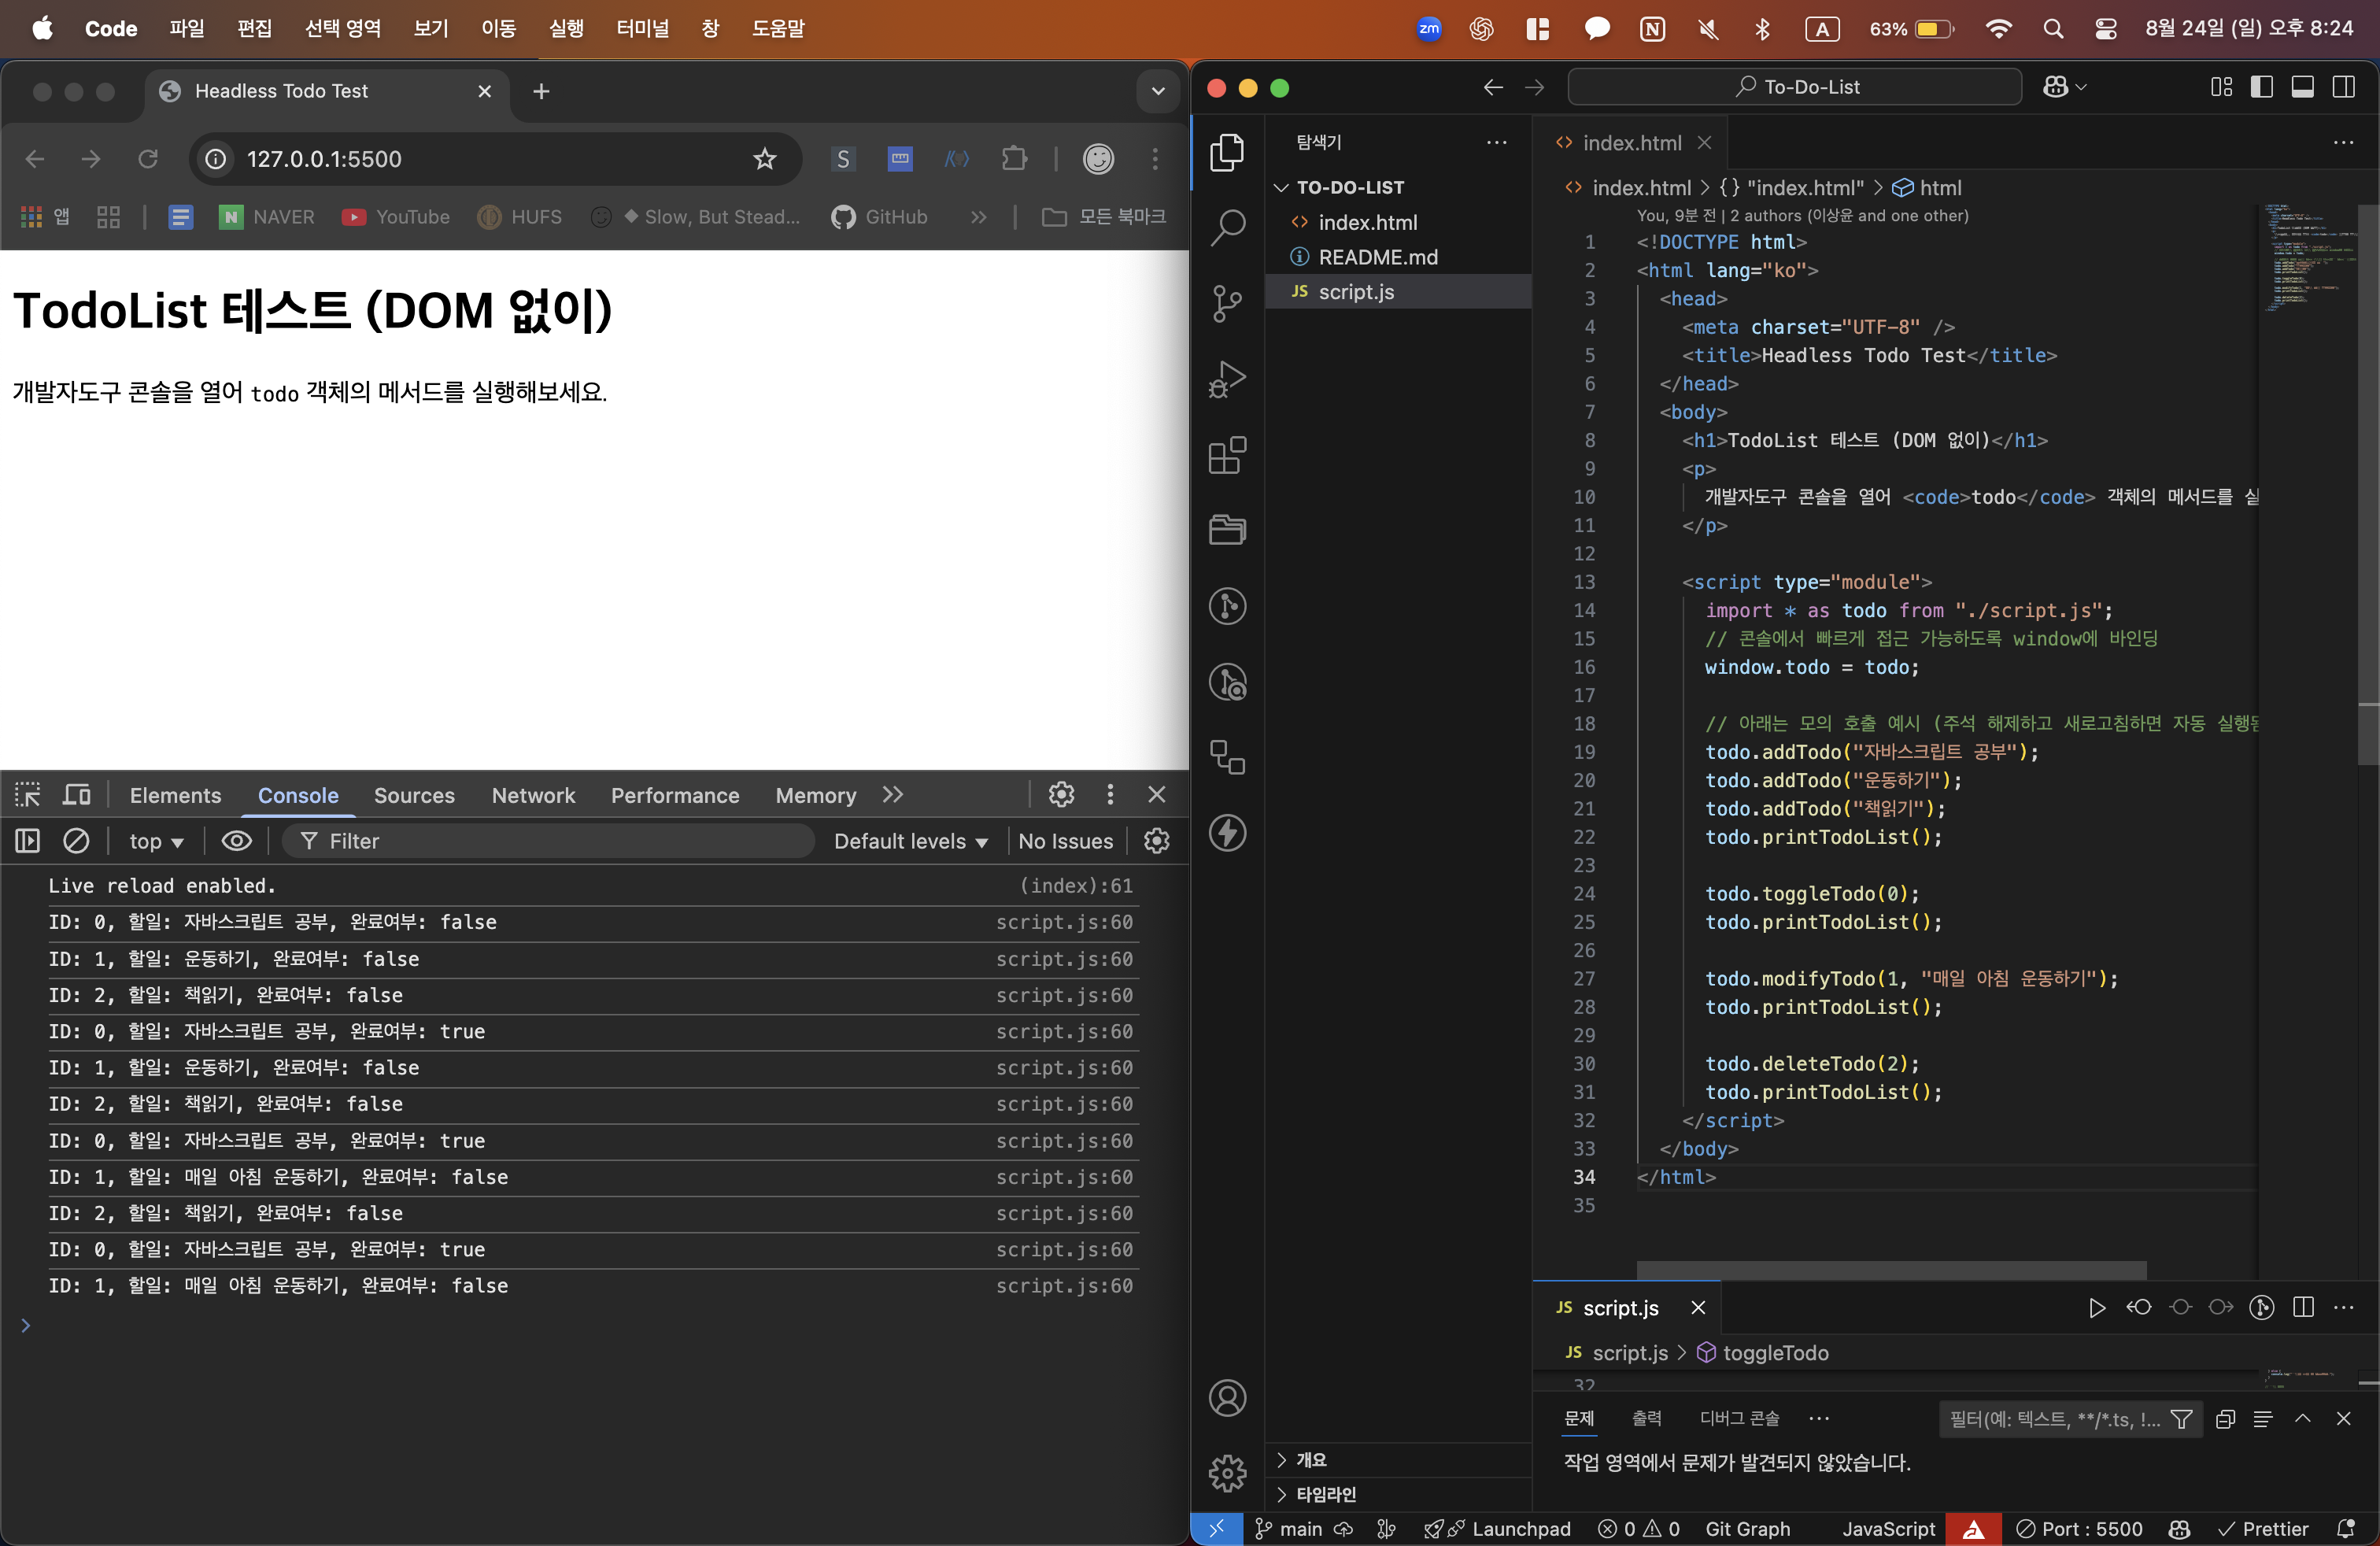 Code 파일 편집 선택 영역 보기 이동 실행 터미널 창 도움말
zm N A 63% 8월 24일 (일) 오후 8:24
Headless Todo Test
127.0.0.1:5500
앱 NAVER YouTube HUFS Slow, But Stead... GitHub 모든 북마크
TodoList 테스트 (DOM 없이)
개발자도구 콘솔을 열어 todo 객체의 메서드를 실행해보세요.
Elements Console Sources Network Performance Memory
top Filter Default levels No Issues
Live reload enabled. (index):61
ID: 0, 할일: 자바스크립트 공부, 완료여부: false script.js:60
ID: 1, 할일: 운동하기, 완료여부: false script.js:60
ID: 2, 할일: 책읽기, 완료여부: false script.js:60
ID: 0, 할일: 자바스크립트 공부, 완료여부: true script.js:60
ID: 1, 할일: 운동하기, 완료여부: false script.js:60
ID: 2, 할일: 책읽기, 완료여부: false script.js:60
ID: 0, 할일: 자바스크립트 공부, 완료여부: true script.js:60
ID: 1, 할일: 매일 아침 운동하기, 완료여부: false script.js:60
ID: 2, 할일: 책읽기, 완료여부: false script.js:60
ID: 0, 할일: 자바스크립트 공부, 완료여부: true script.js:60
ID: 1, 할일: 매일 아침 운동하기, 완료여부: false script.js:60
To-Do-List
탐색기
TO-DO-LIST
index.html
README.md
JS script.js
개요
타임라인
index.html
index.html > {} "index.html" > html
You, 9분 전 | 2 authors (이상윤 and one other)
1 <!DOCTYPE html>
2 <html lang="ko">
3 <head>
4 <meta charset="UTF-8" />
5 <title>Headless Todo Test</title>
6 </head>
7 <body>
8 <h1>TodoList 테스트 (DOM 없이)</h1>
9 <p>
10 개발자도구 콘솔을 열어 <code>todo</code> 객체의 메서드를 실
11 </p>
12
13 <script type="module">
14 import * as todo from "./script.js";
15 // 콘솔에서 빠르게 접근 가능하도록 window에 바인딩
16 window.todo = todo;
17
18 // 아래는 모의 호출 예시 (주석 해제하고 새로고침하면 자동 실행됨
19 todo.addTodo("자바스크립트 공부");
20 todo.addTodo("운동하기");
21 todo.addTodo("책읽기");
22 todo.printTodoList();
23
24 todo.toggleTodo(0);
25 todo.printTodoList();
26
27 todo.modifyTodo(1, "매일 아침 운동하기");
28 todo.printTodoList();
29
30 todo.deleteTodo(2);
31 todo.printTodoList();
32 </script>
33 </body>
34 </html>
35
JS script.js
JS script.js > toggleTodo
32
문제 출력 디버그 콘솔 필터(예: 텍스트, **/*.ts, !...
작업 영역에서 문제가 발견되지 않았습니다.
main Launchpad 0 0 Git Graph JavaScript Port : 5500 Prettier